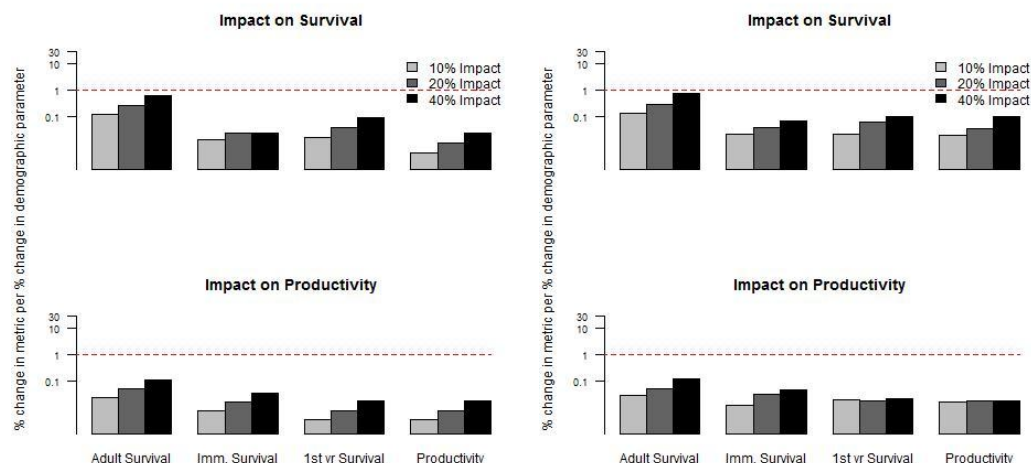 Impact on Survival
30
10
1
0.1
10% Impact
20% Impact
40% Impact
Impact on Productivity
30
10
1
0.1
Adult Survival
Imm. Survival
1st yr Survival
Productivity
% change in metric per % change in demographic parameter
Impact on Survival
30
10
1
0.1
10% Impact
20% Impact
40% Impact
Impact on Productivity
30
10
1
0.1
Adult Survival
Imm. Survival
1st yr Survival
Productivity
% change in metric per % change in demographic parameter